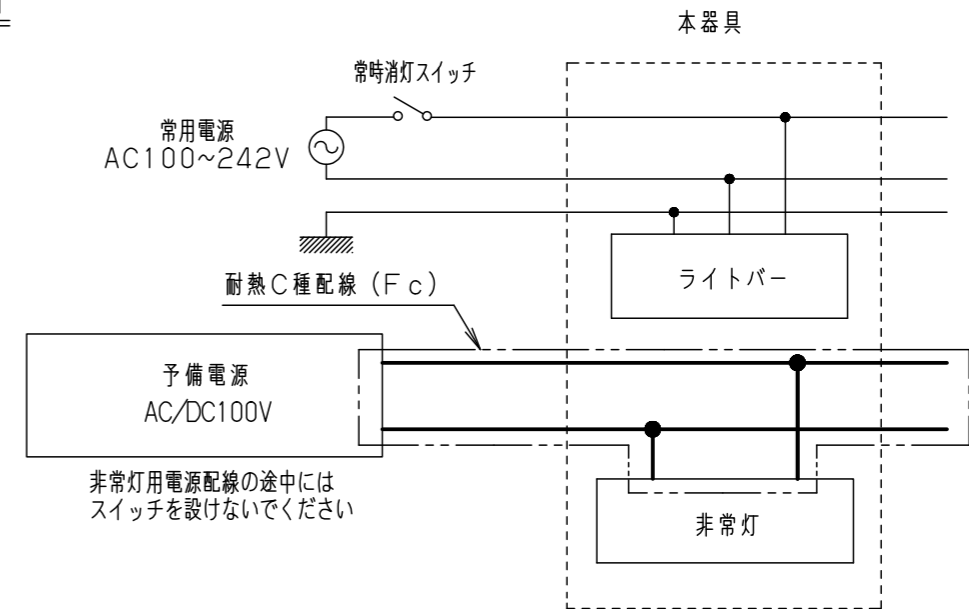 本器具
常時消灯スイッチ
常用電源
AC100~242V
ライトバー
耐熱C種配線(Fc)
予備電源
AC/DC100V
非常灯用電源配線の途中には
スイッチを設けないでください
非常灯